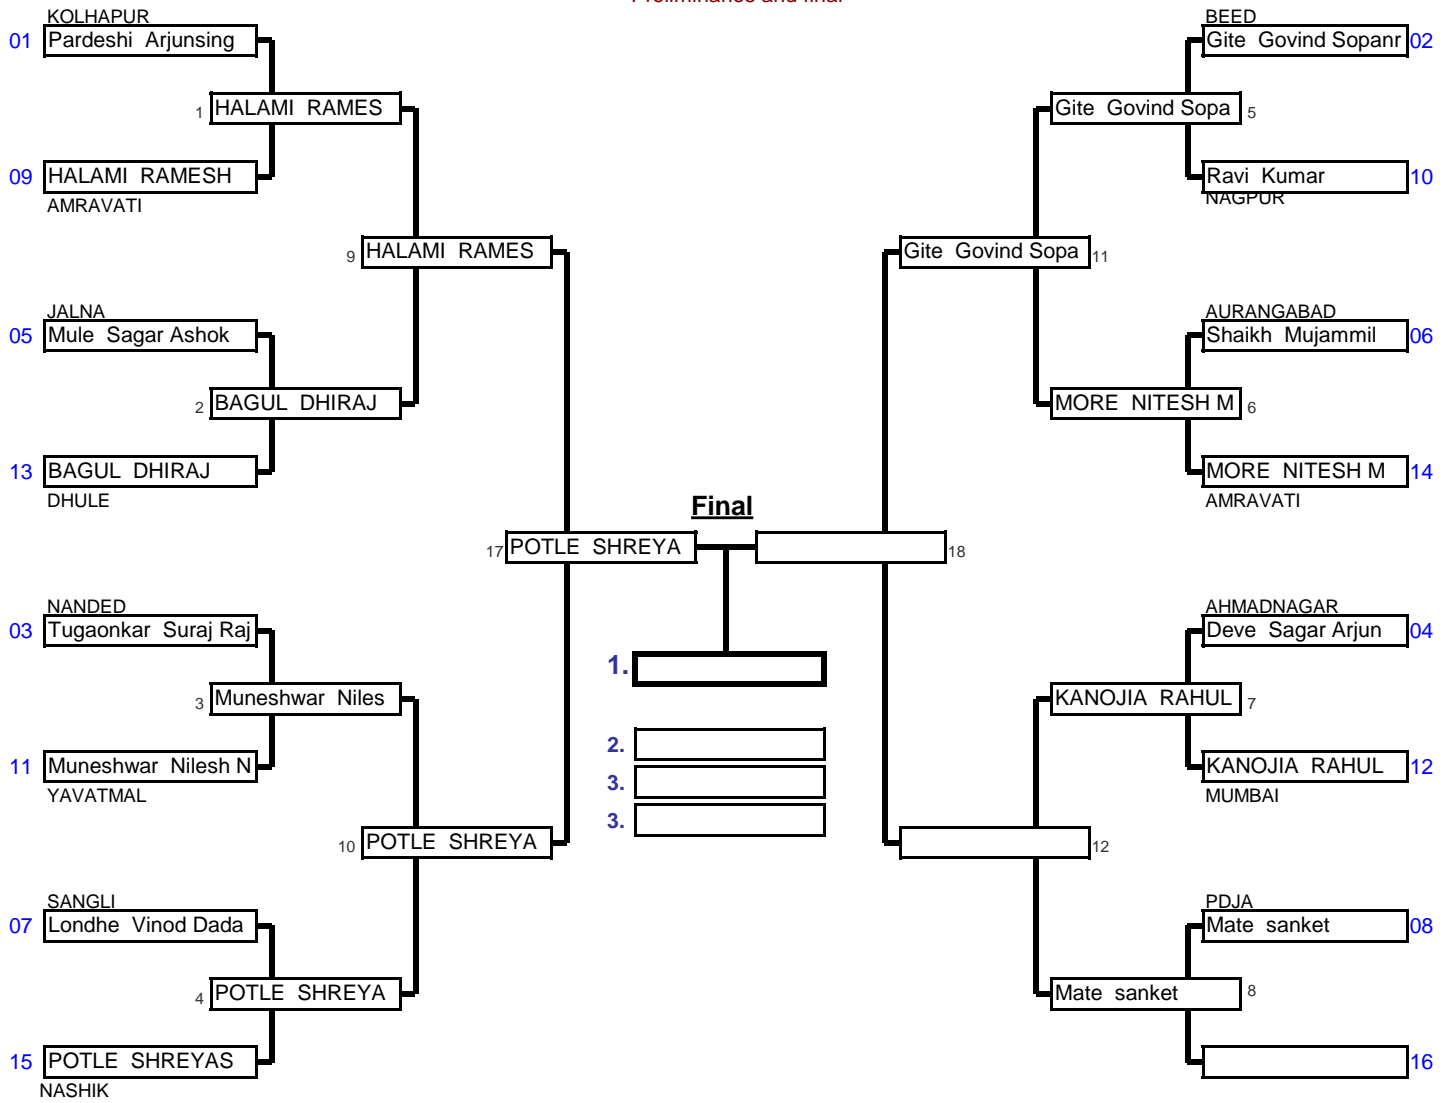 Preliminaries and final
KOLHAPUR
01 Pardeshi Arjunsing
1 HALAMI RAMES
09 HALAMI RAMESH
AMRAVATI
9 HALAMI RAMES
JALNA
05 Mule Sagar Ashok
2 BAGUL DHIRAJ
13 BAGUL DHIRAJ
DHULE
17 POTLE SHREYA
NANDED
03 Tugaonkar Suraj Raj
3 Muneshwar Niles
11 Muneshwar Nilesh N
YAVATMAL
10 POTLE SHREYA
SANGLI
07 Londhe Vinod Dada
4 POTLE SHREYA
15 POTLE SHREYAS
NASHIK
Final
1.
2.
3.
3.
BEED
Gite Govind Sopanr 02
Gite Govind Sopa 5
Ravi Kumar 10
NAGPUR
Gite Govind Sopa 11
AURANGABAD
Shaikh Mujammil 06
MORE NITESH M 6
MORE NITESH M 14
AMRAVATI
18
AHMADNAGAR
Deve Sagar Arjun 04
KANOJIA RAHUL 7
KANOJIA RAHUL 12
MUMBAI
12
PDJA
Mate sanket 08
Mate sanket 8
16